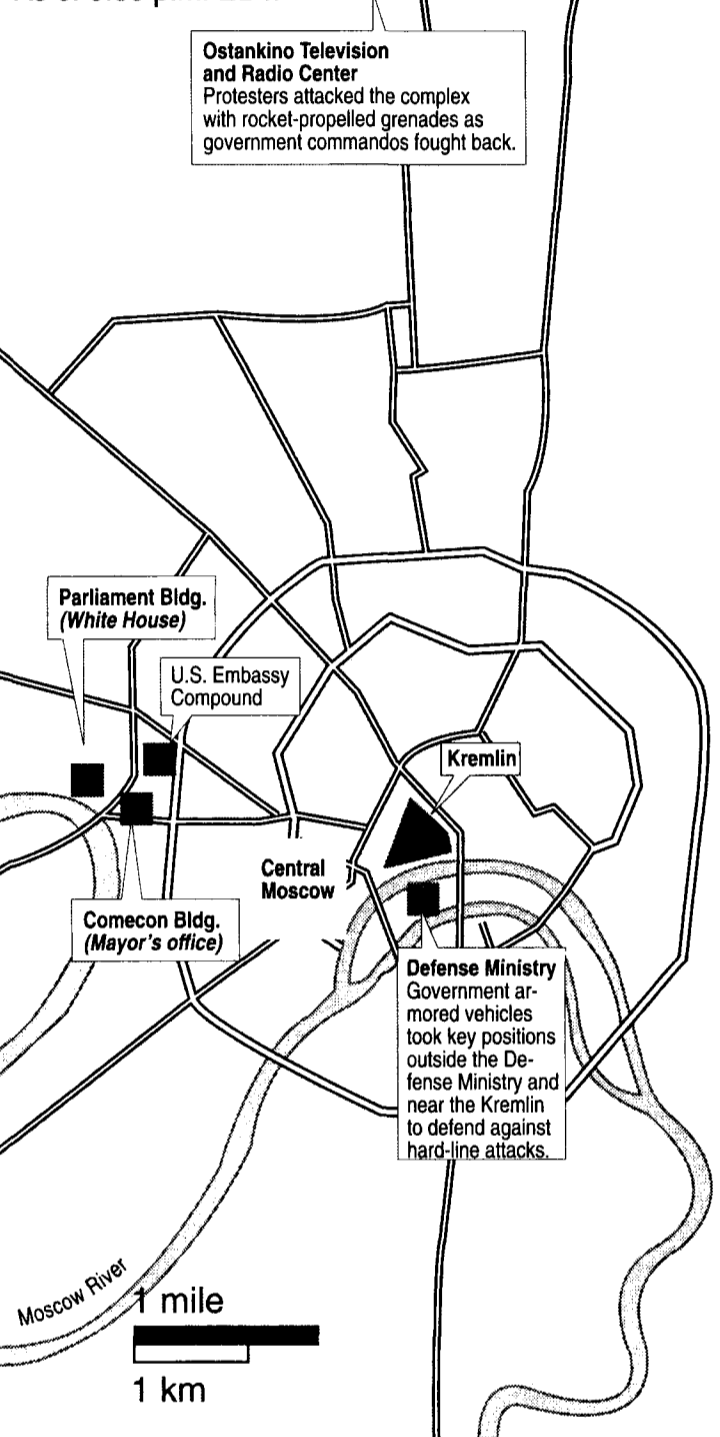 Ostankino Television
and Radio Center
Protesters attacked the complex
with rocket-propelled grenades as
government commandos fought back.
Parliament Bldg.
(White House)
U.S. Embassy
Compound
Kremlin
Central
Moscow
Comecon Bldg.
(Mayor's office)
Defense Ministry
Government ar-
mored vehicles
took key positions
outside the De-
fense Ministry and
near the Kremlin
to defend against
hard-line attacks.
Moscow River
1 mile
1 km